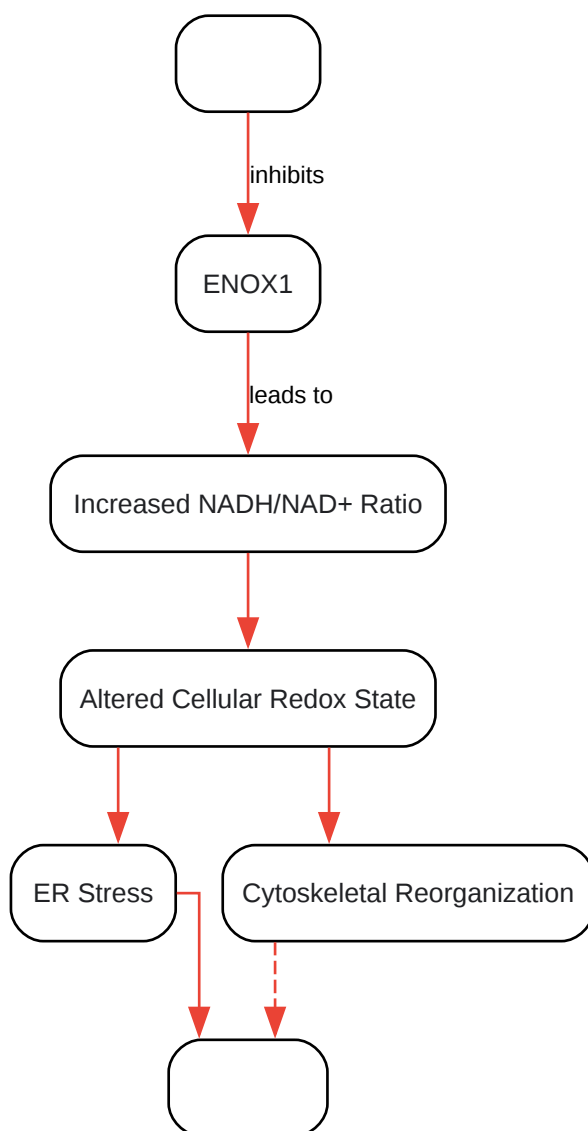 inhibits
ENOX1
leads to
Increased NADH/NAD+ Ratio
Altered Cellular Redox State
ER Stress
Cytoskeletal Reorganization